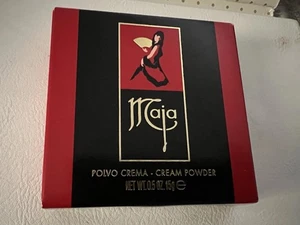 Maja
POLVO CREMA - CREAM POWDER
NET WT. 0.5 OZ. 15g ℮